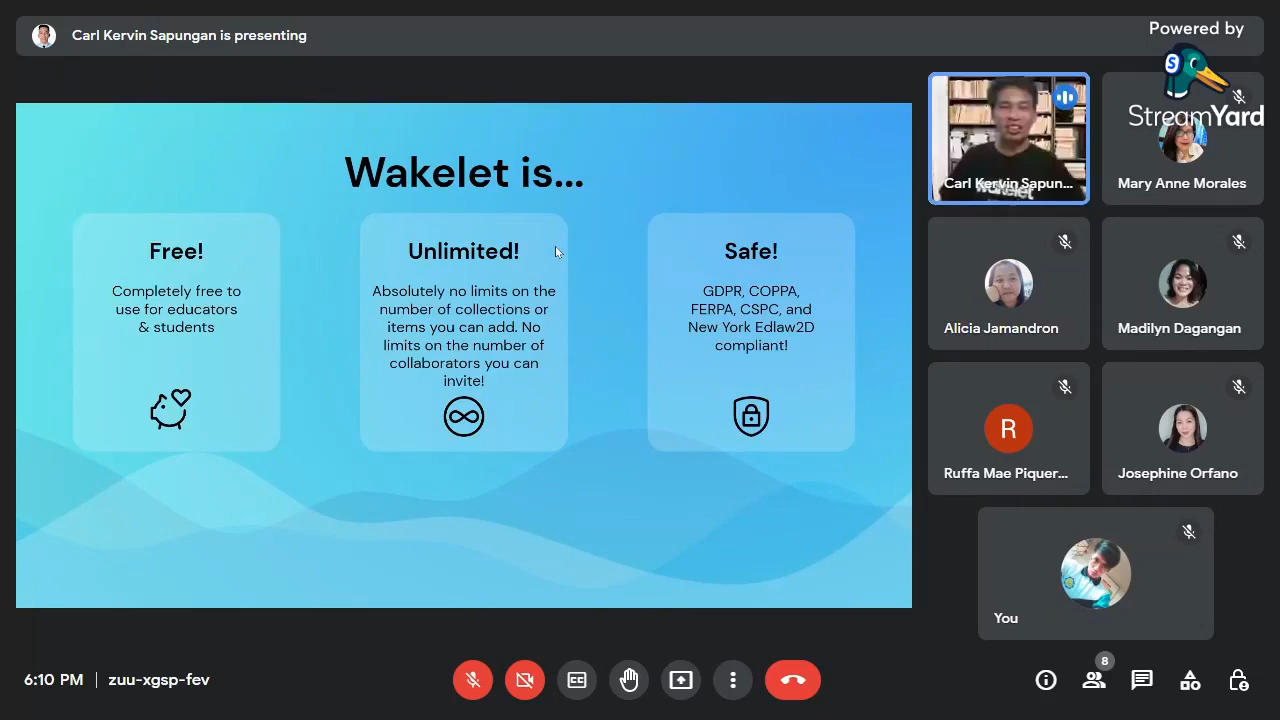 Carl Kervin Sapungan is presenting
Powered by
StreamYard
Wakelet is...
Free!
Completely free to
use for educators
& students
Unlimited!
Absolutely no limits on the
number of collections or
items you can add. No
limits on the number of
collaborators you can
invite!
Safe!
GDPR, COPPA,
FERPA, CSPC, and
New York Edlaw2D
compliant!
Carl Kervin Sapun...
wakelet
Mary Anne Morales
Alicia Jamandron
Madilyn Dagangan
R
Ruffa Mae Piquer...
Josephine Orfano
You
6:10 PM | zuu-xgsp-fev
8